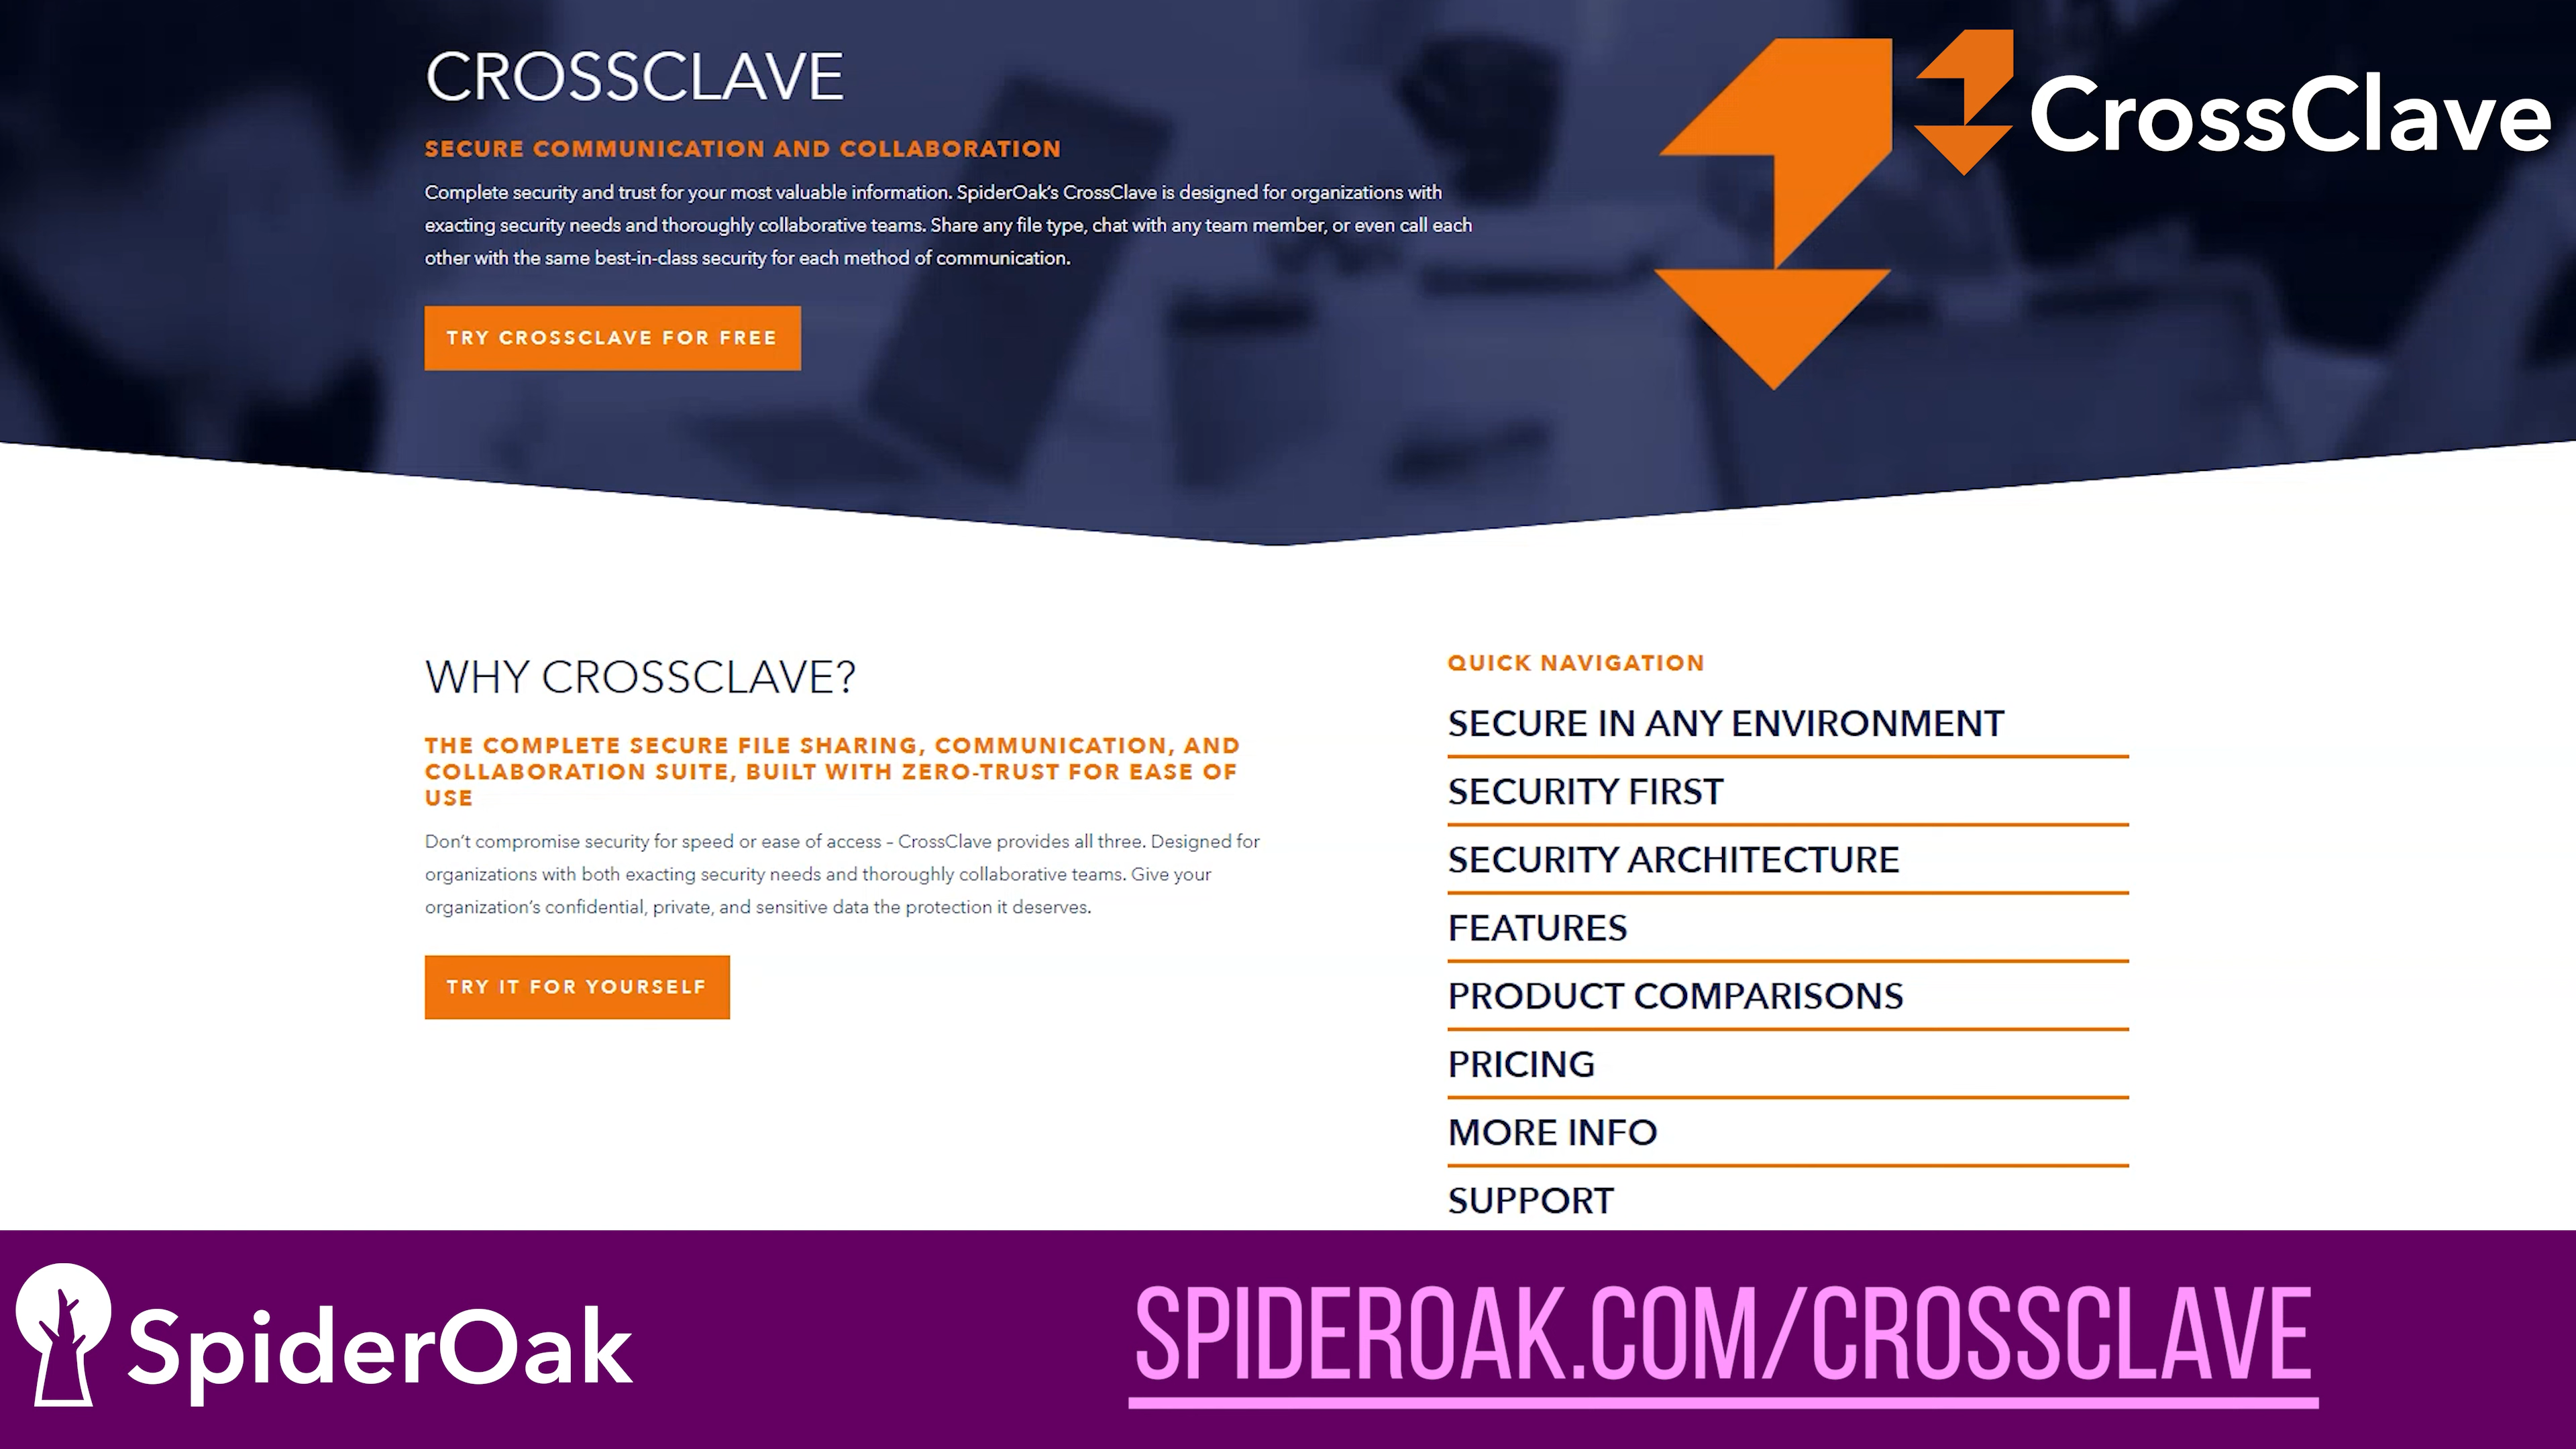 CROSSCLAVE
CrossClave
SECURE COMMUNICATION AND COLLABORATION
Complete security and trust for your most valuable information. SpiderOak’s CrossClave is designed for organizations with
exacting security needs and thoroughly collaborative teams. Share any file type, chat with any team member, or even call each
other with the same best-in-class security for each method of communication.
TRY CROSSCLAVE FOR FREE
WHY CROSSCLAVE?
THE COMPLETE SECURE FILE SHARING, COMMUNICATION, AND
COLLABORATION SUITE, BUILT WITH ZERO-TRUST FOR EASE OF
USE
Don’t compromise security for speed or ease of access – CrossClave provides all three. Designed for
organizations with both exacting security needs and thoroughly collaborative teams. Give your
organization’s confidential, private, and sensitive data the protection it deserves.
TRY IT FOR YOURSELF
QUICK NAVIGATION
SECURE IN ANY ENVIRONMENT
SECURITY FIRST
SECURITY ARCHITECTURE
FEATURES
PRODUCT COMPARISONS
PRICING
MORE INFO
SUPPORT
SpiderOak
SPIDEROAK.COM/CROSSCLAVE